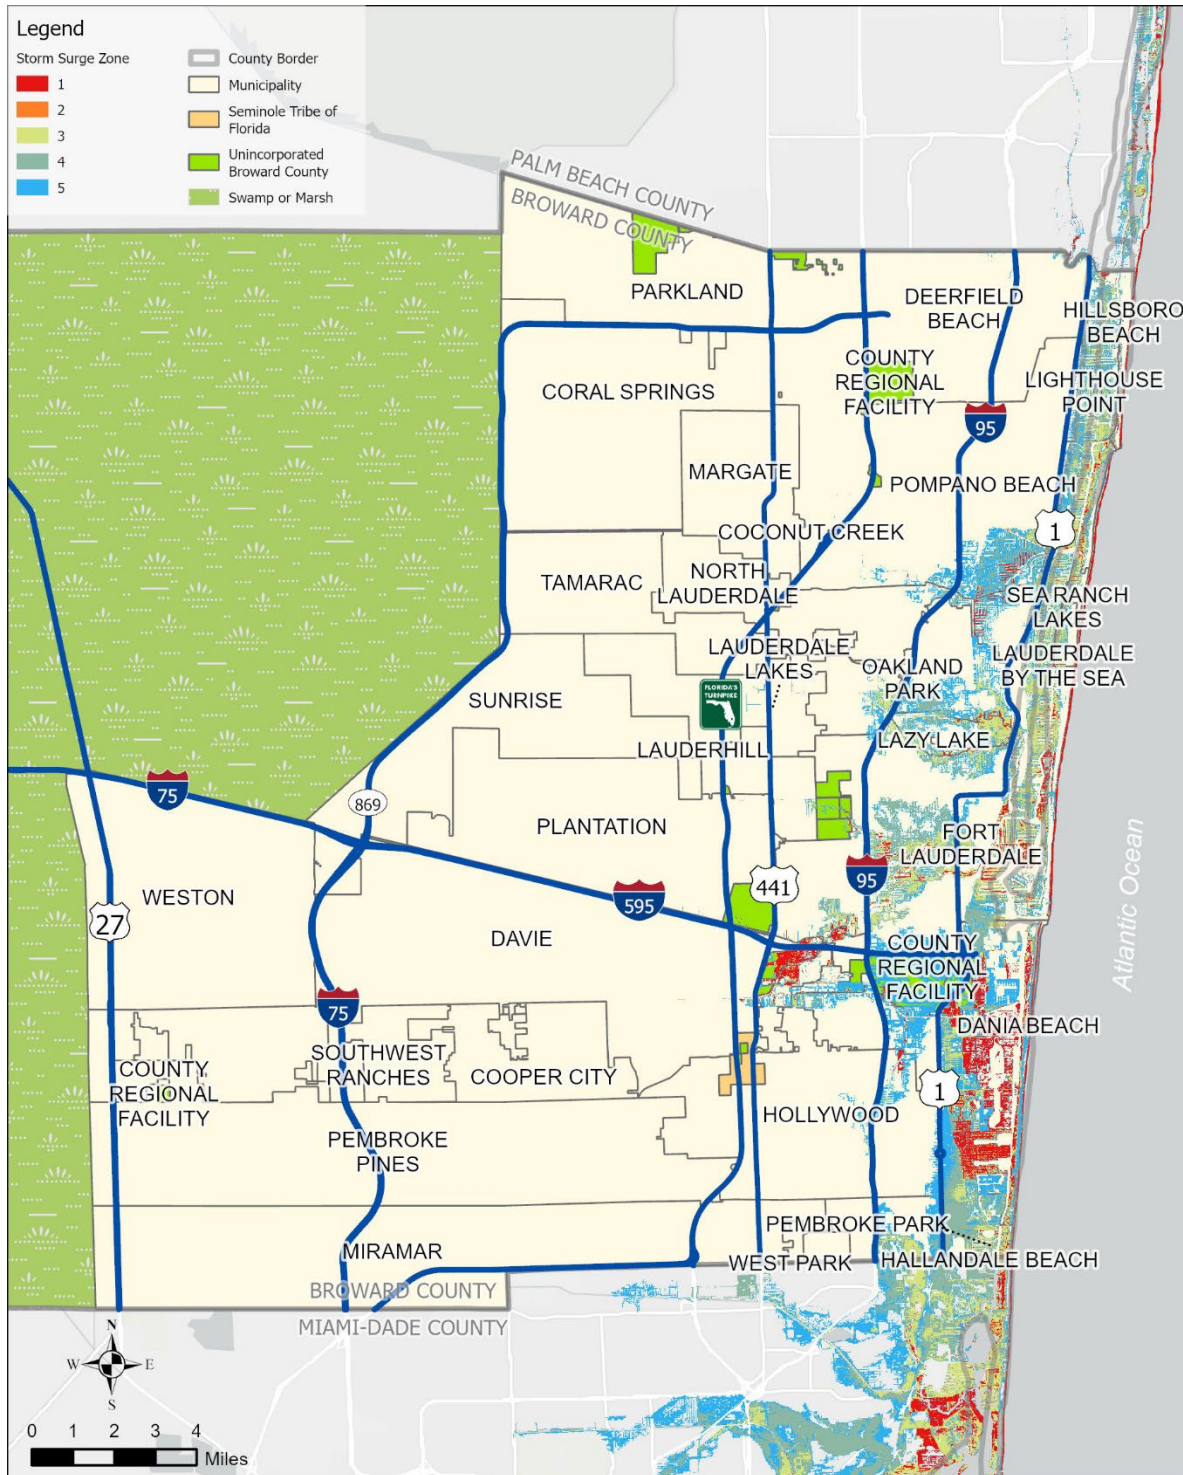 Legend
Storm Surge Zone
1
2
3
4
5
County Border
Municipality
Seminole Tribe of
Florida
Unincorporated
Broward County
Swamp or Marsh
PALM BEACH COUNTY
BROWARD COUNTY
PARKLAND
DEERFIELD
BEACH
HILLSBORO
BEACH
COUNTY
REGIONAL
FACILITY
LIGHTHOUSE
POINT
CORAL SPRINGS
95
MARGATE
POMPANO BEACH
COCONUT CREEK
1
TAMARAC
NORTH
LAUDERDALE
SEA RANCH
LAKES
LAUDERDALE
LAKES
OAKLAND
PARK
LAUDERDALE
BY THE SEA
SUNRISE
FLORIDA'S
TURNPIKE
LAUDERHILL
LAZY LAKE
75
869
PLANTATION
FORT
LAUDERDALE
WESTON
27
595
441
95
DAVIE
COUNTY
REGIONAL
FACILITY
Atlantic Ocean
75
DANIA BEACH
COUNTY
REGIONAL
FACILITY
SOUTHWEST
RANCHES
COOPER CITY
1
HOLLYWOOD
PEMBROKE
PINES
PEMBROKE PARK
MIRAMAR
WEST PARK
HALLANDALE BEACH
BROWARD COUNTY
MIAMI-DADE COUNTY
N
W
E
S
0 1 2 3 4
Miles